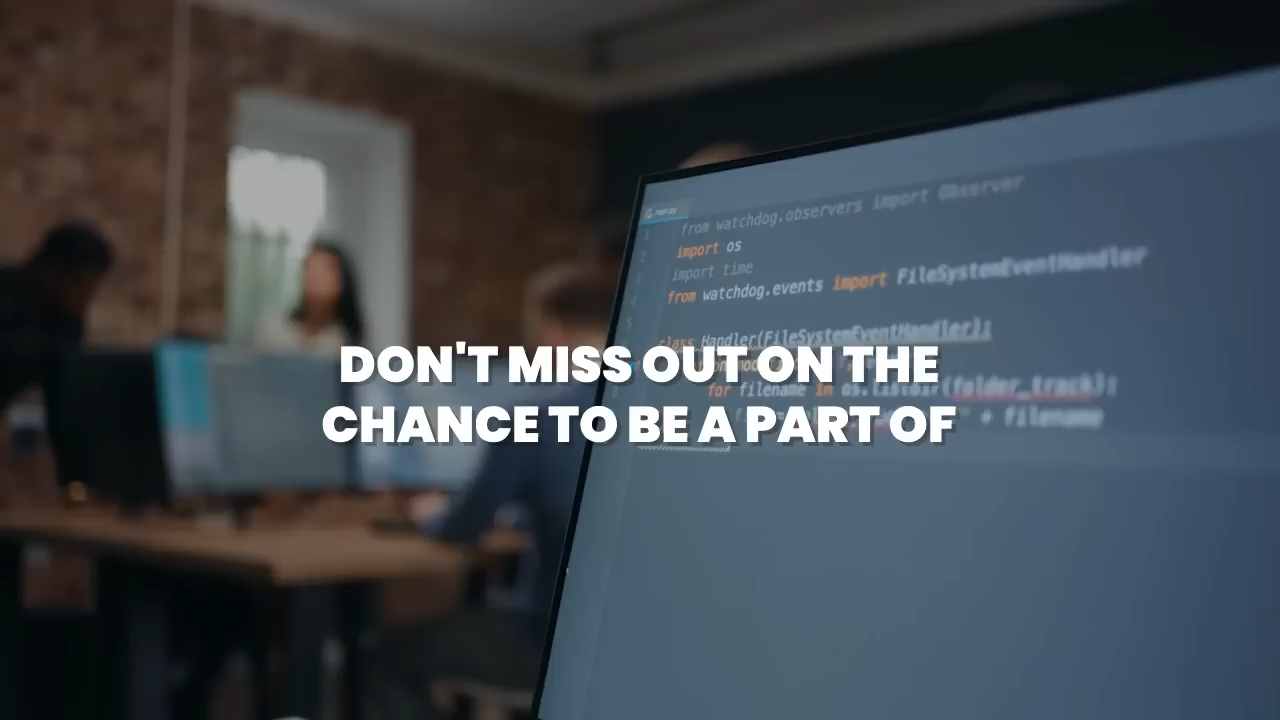 from watchdog.observers import Observer
import os
import time
from watchdog.events import FileSystemEventHandler
class Handler(FileSystemEventHandler):
DON'T MISS OUT ON THE
for filename in os.listdir(folder_track):
CHANCE TO BE A PART OF
" + filename